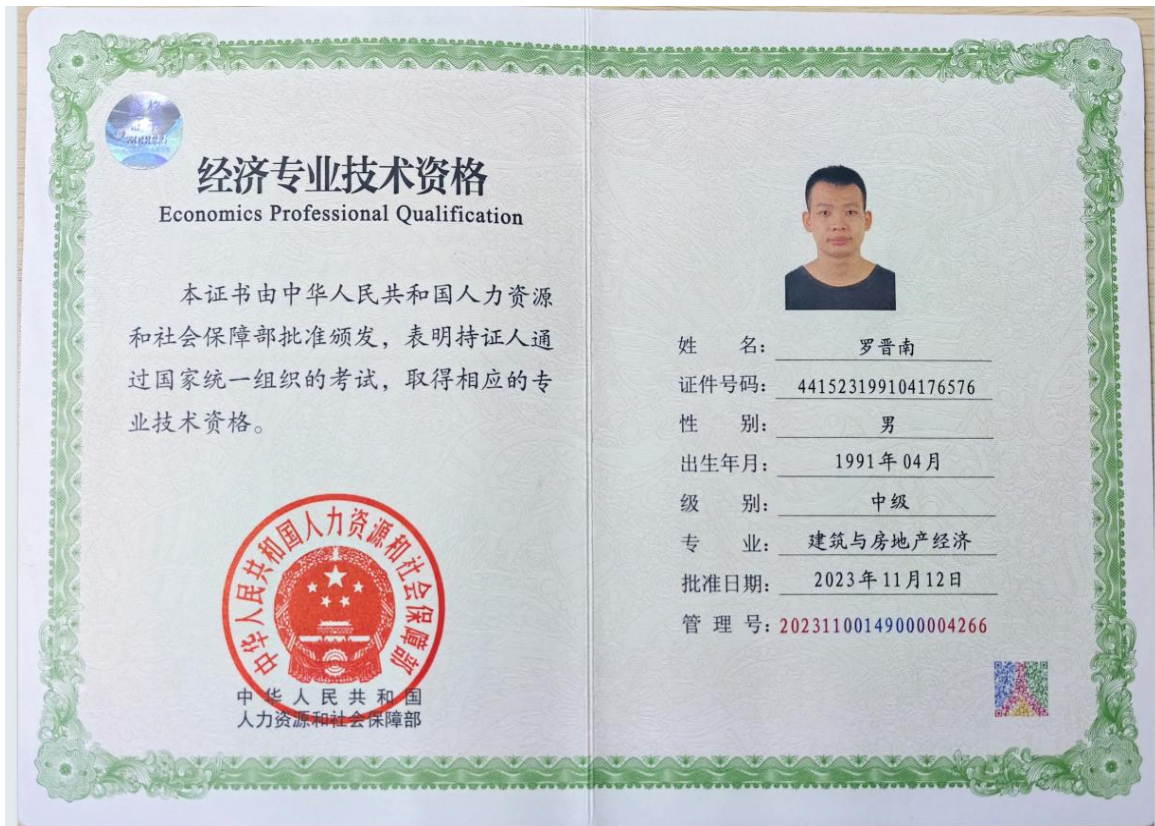 经济专业技术资格
Economics Professional Qualification
本证书由中华人民共和国人力资源
和社会保障部批准颁发，表明持证人通
过国家统一组织的考试，取得相应的专
业技术资格。
中华人民共和国人力资源和社会保障部
中华人民共和国
人力资源和社会保障部
姓 名：罗晋南
证件号码：441523199104176576
性 别：男
出生年月：1991年04月
级 别：中级
专 业：建筑与房地产经济
批准日期：2023年11月12日
管 理 号：20231100149000004266